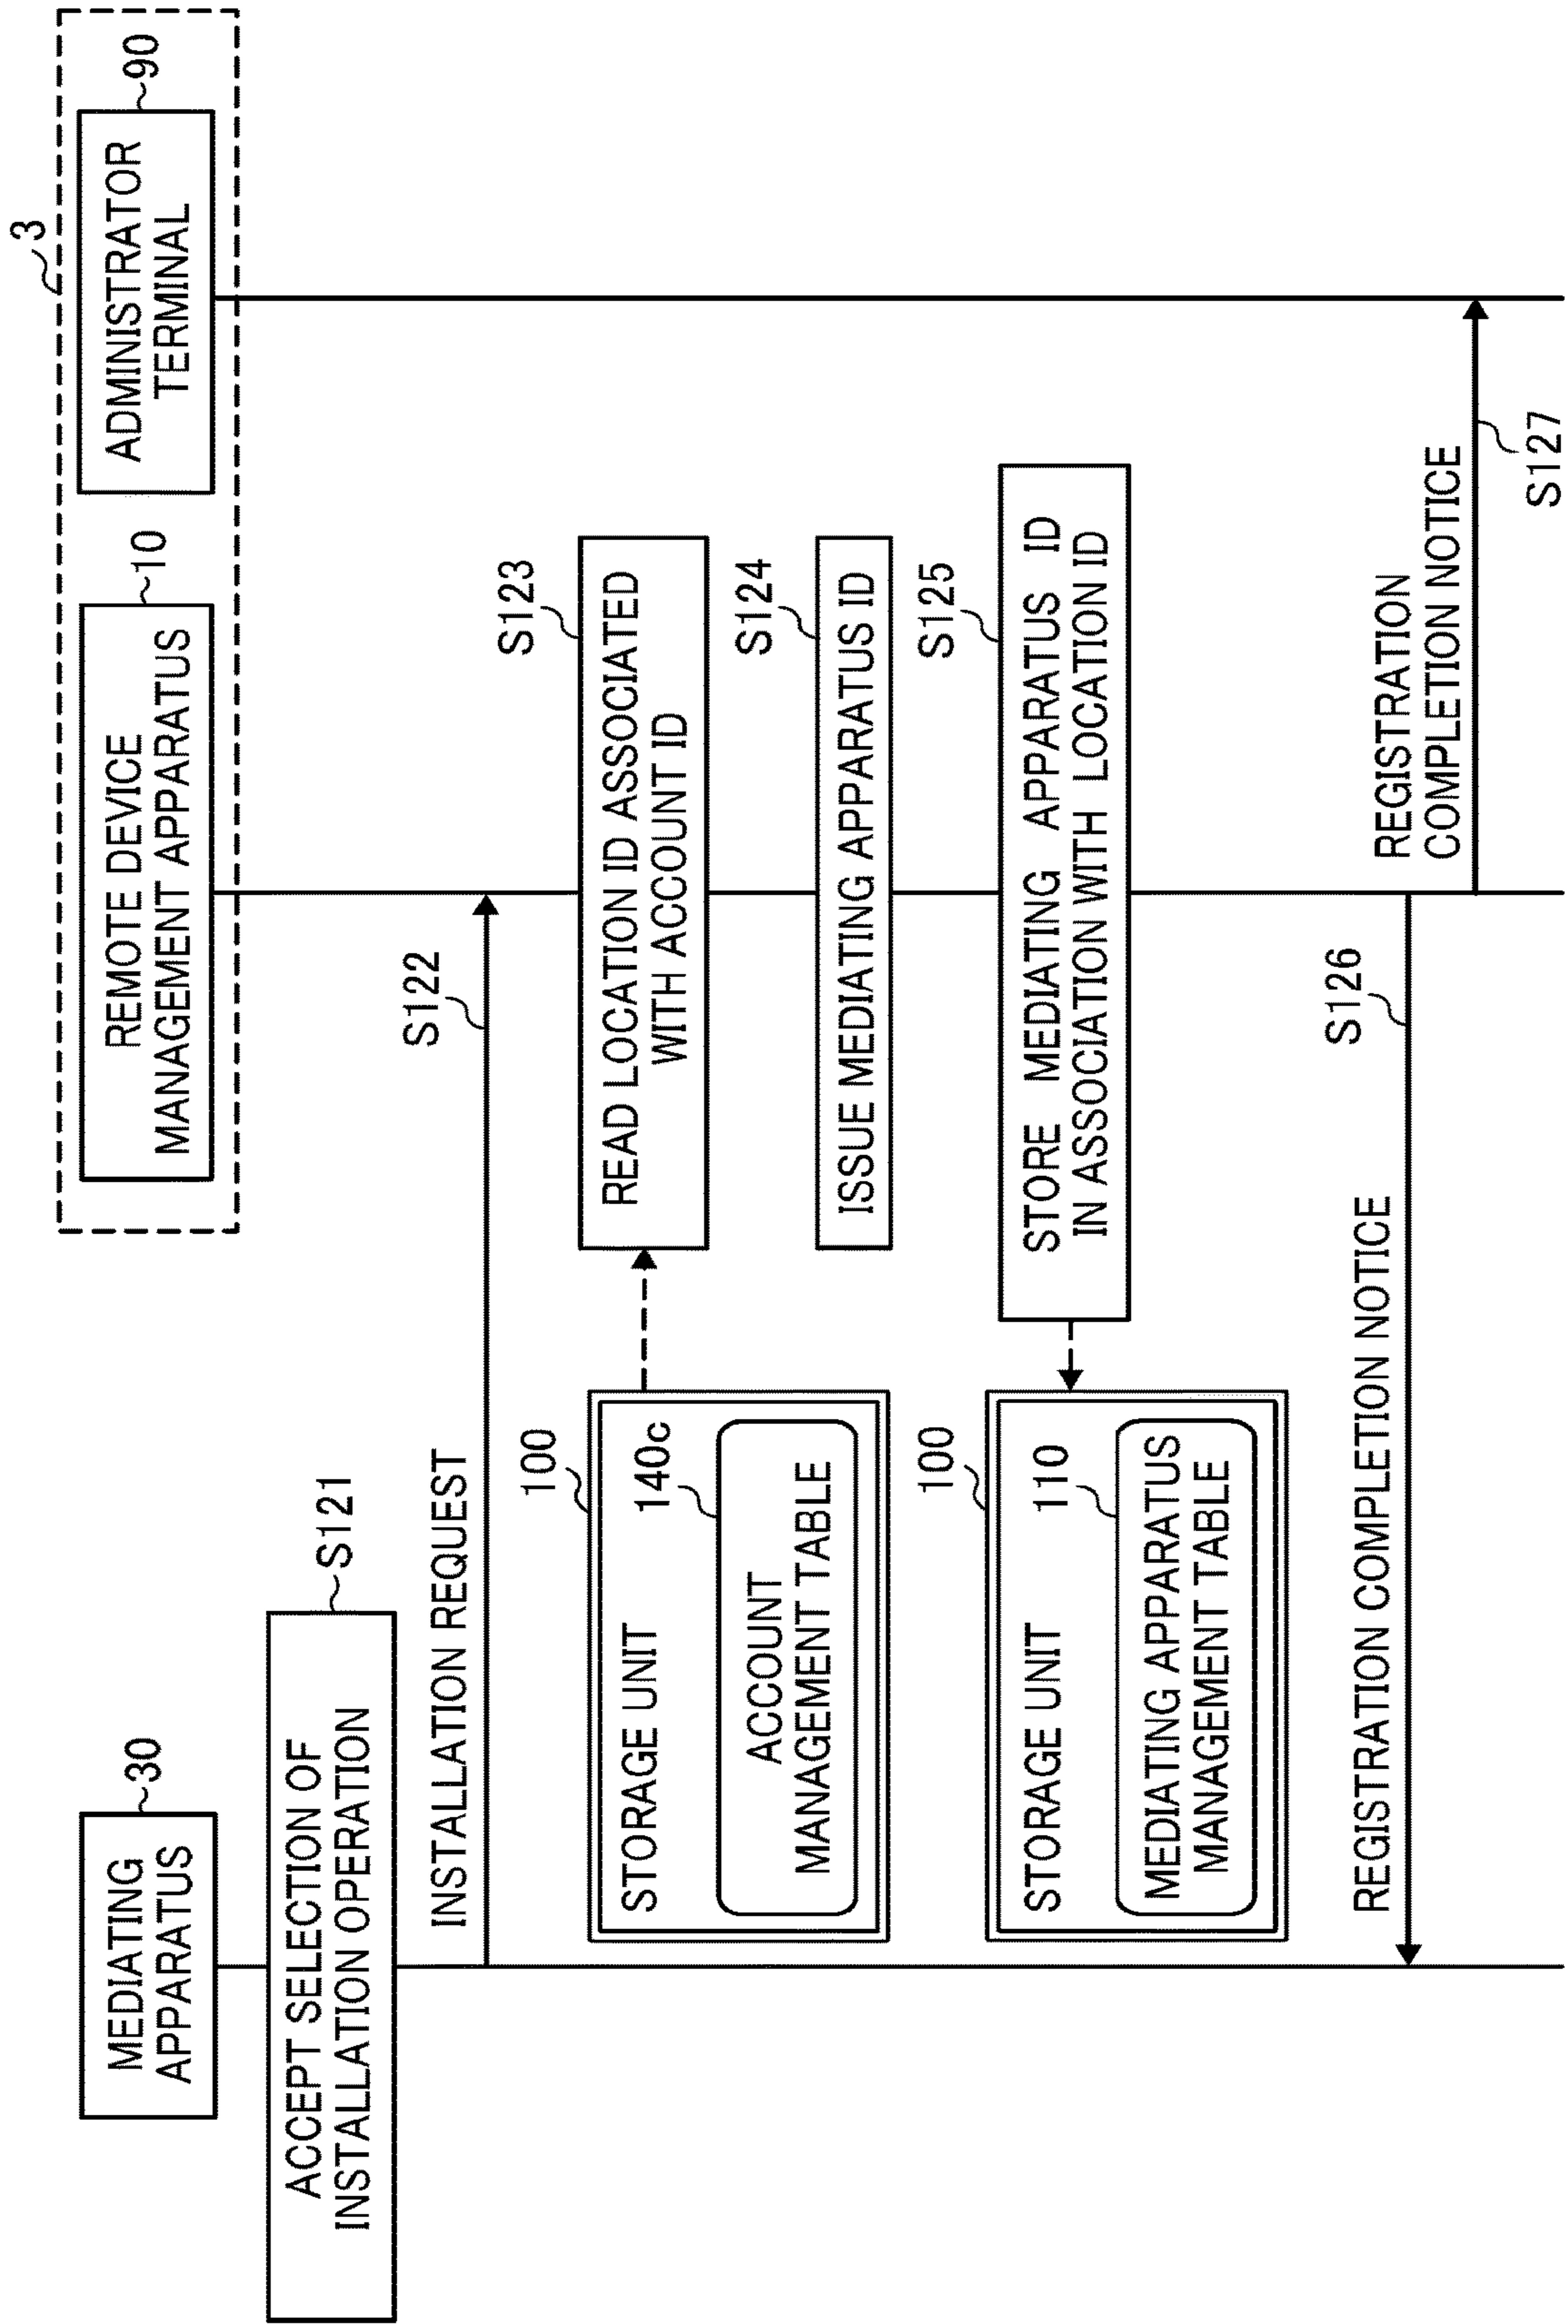 3
MEDIATING
APPARATUS
30
REMOTE DEVICE
MANAGEMENT APPARATUS
10
ADMINISTRATOR
TERMINAL
90
ACCEPT SELECTION OF
INSTALLATION OPERATION
S121
INSTALLATION REQUEST
S122
STORAGE UNIT
100
140c
ACCOUNT
MANAGEMENT TABLE
READ LOCATION ID ASSOCIATED
WITH ACCOUNT ID
S123
ISSUE MEDIATING APPARATUS ID
S124
STORAGE UNIT
100
110
MEDIATING APPARATUS
MANAGEMENT TABLE
STORE MEDIATING APPARATUS ID
IN ASSOCIATION WITH LOCATION ID
S125
REGISTRATION COMPLETION NOTICE
S126
REGISTRATION
COMPLETION NOTICE
S127